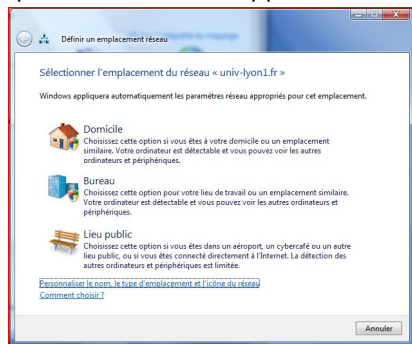 Définir un emplacement réseau
Sélectionner l'emplacement du réseau « univ-lyon1.fr »
Windows appliquera automatiquement les paramètres réseau appropriés pour cet emplacement.
Domicile
Choisissez cette option si vous êtes à votre domicile ou un emplacement
similaire. Votre ordinateur est détectable et vous pouvez voir les autres
ordinateurs et périphériques.
Bureau
Choisissez cette option pour votre lieu de travail ou un emplacement similaire.
Votre ordinateur est détectable et vous pouvez voir les autres ordinateurs et
périphériques.
Lieu public
Choisissez cette option si vous êtes dans un aéroport, un cybercafé ou un autre
lieu public, ou si vous êtes connecté directement à l'Internet. La détection des
autres ordinateurs et périphériques est limitée.
Personnaliser le nom, le type d'emplacement et l'icône du réseau
Comment choisir ?
Annuler